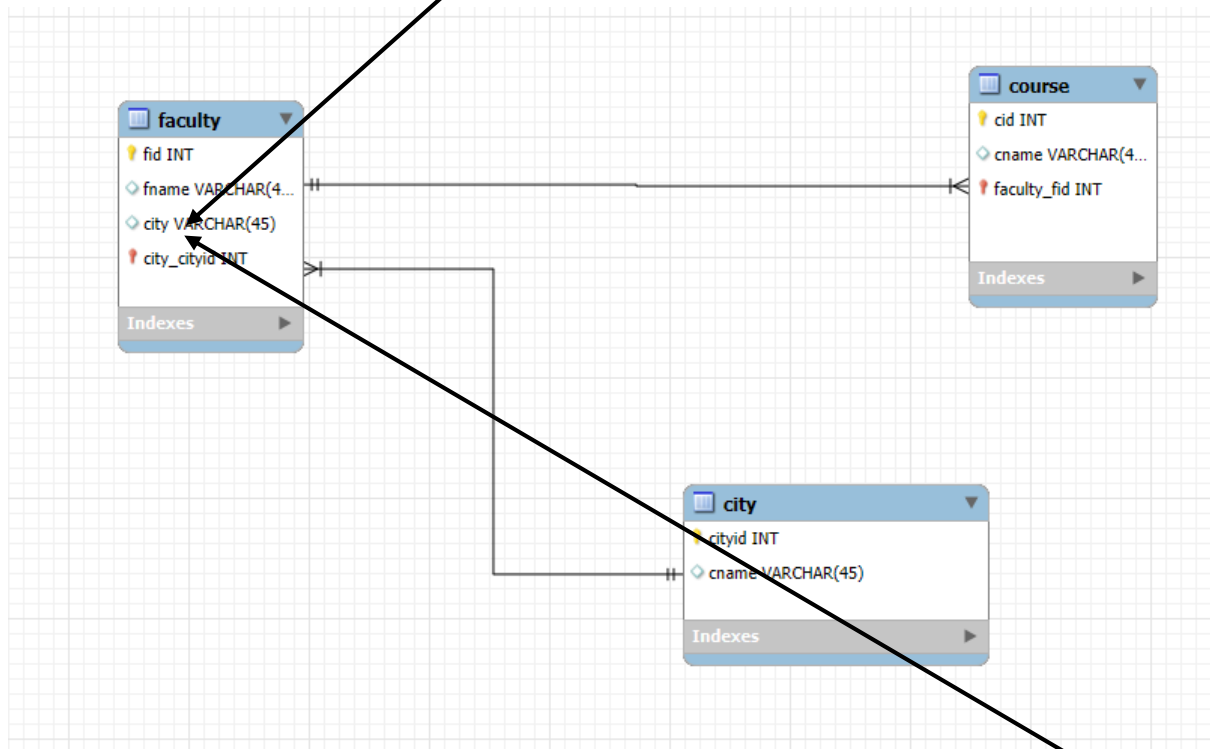 faculty
fid INT
fname VARCHAR(4...
city VARCHAR(45)
city_cityid INT
Indexes
course
cid INT
cname VARCHAR(4...
faculty_fid INT
Indexes
city
cityid INT
cname VARCHAR(45)
Indexes